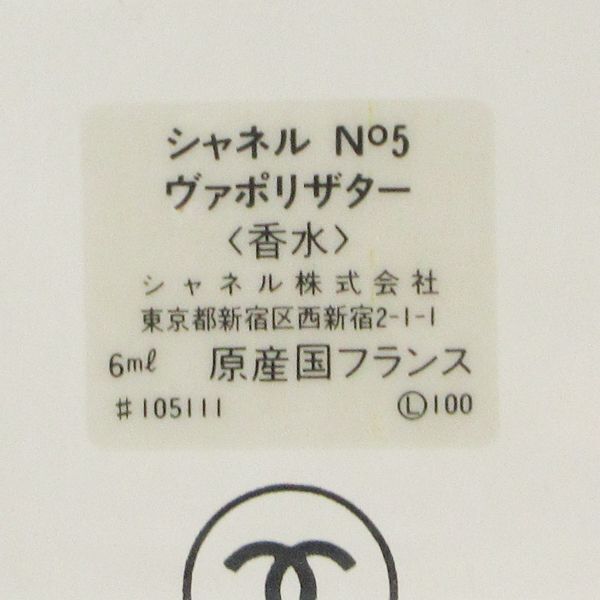 シャネル Nº5
ヴァポリザター
〈香水〉
シャネル株式会社
東京都新宿区西新宿2-1-1
6ml 原産国フランス
#105111 Ⓛ100